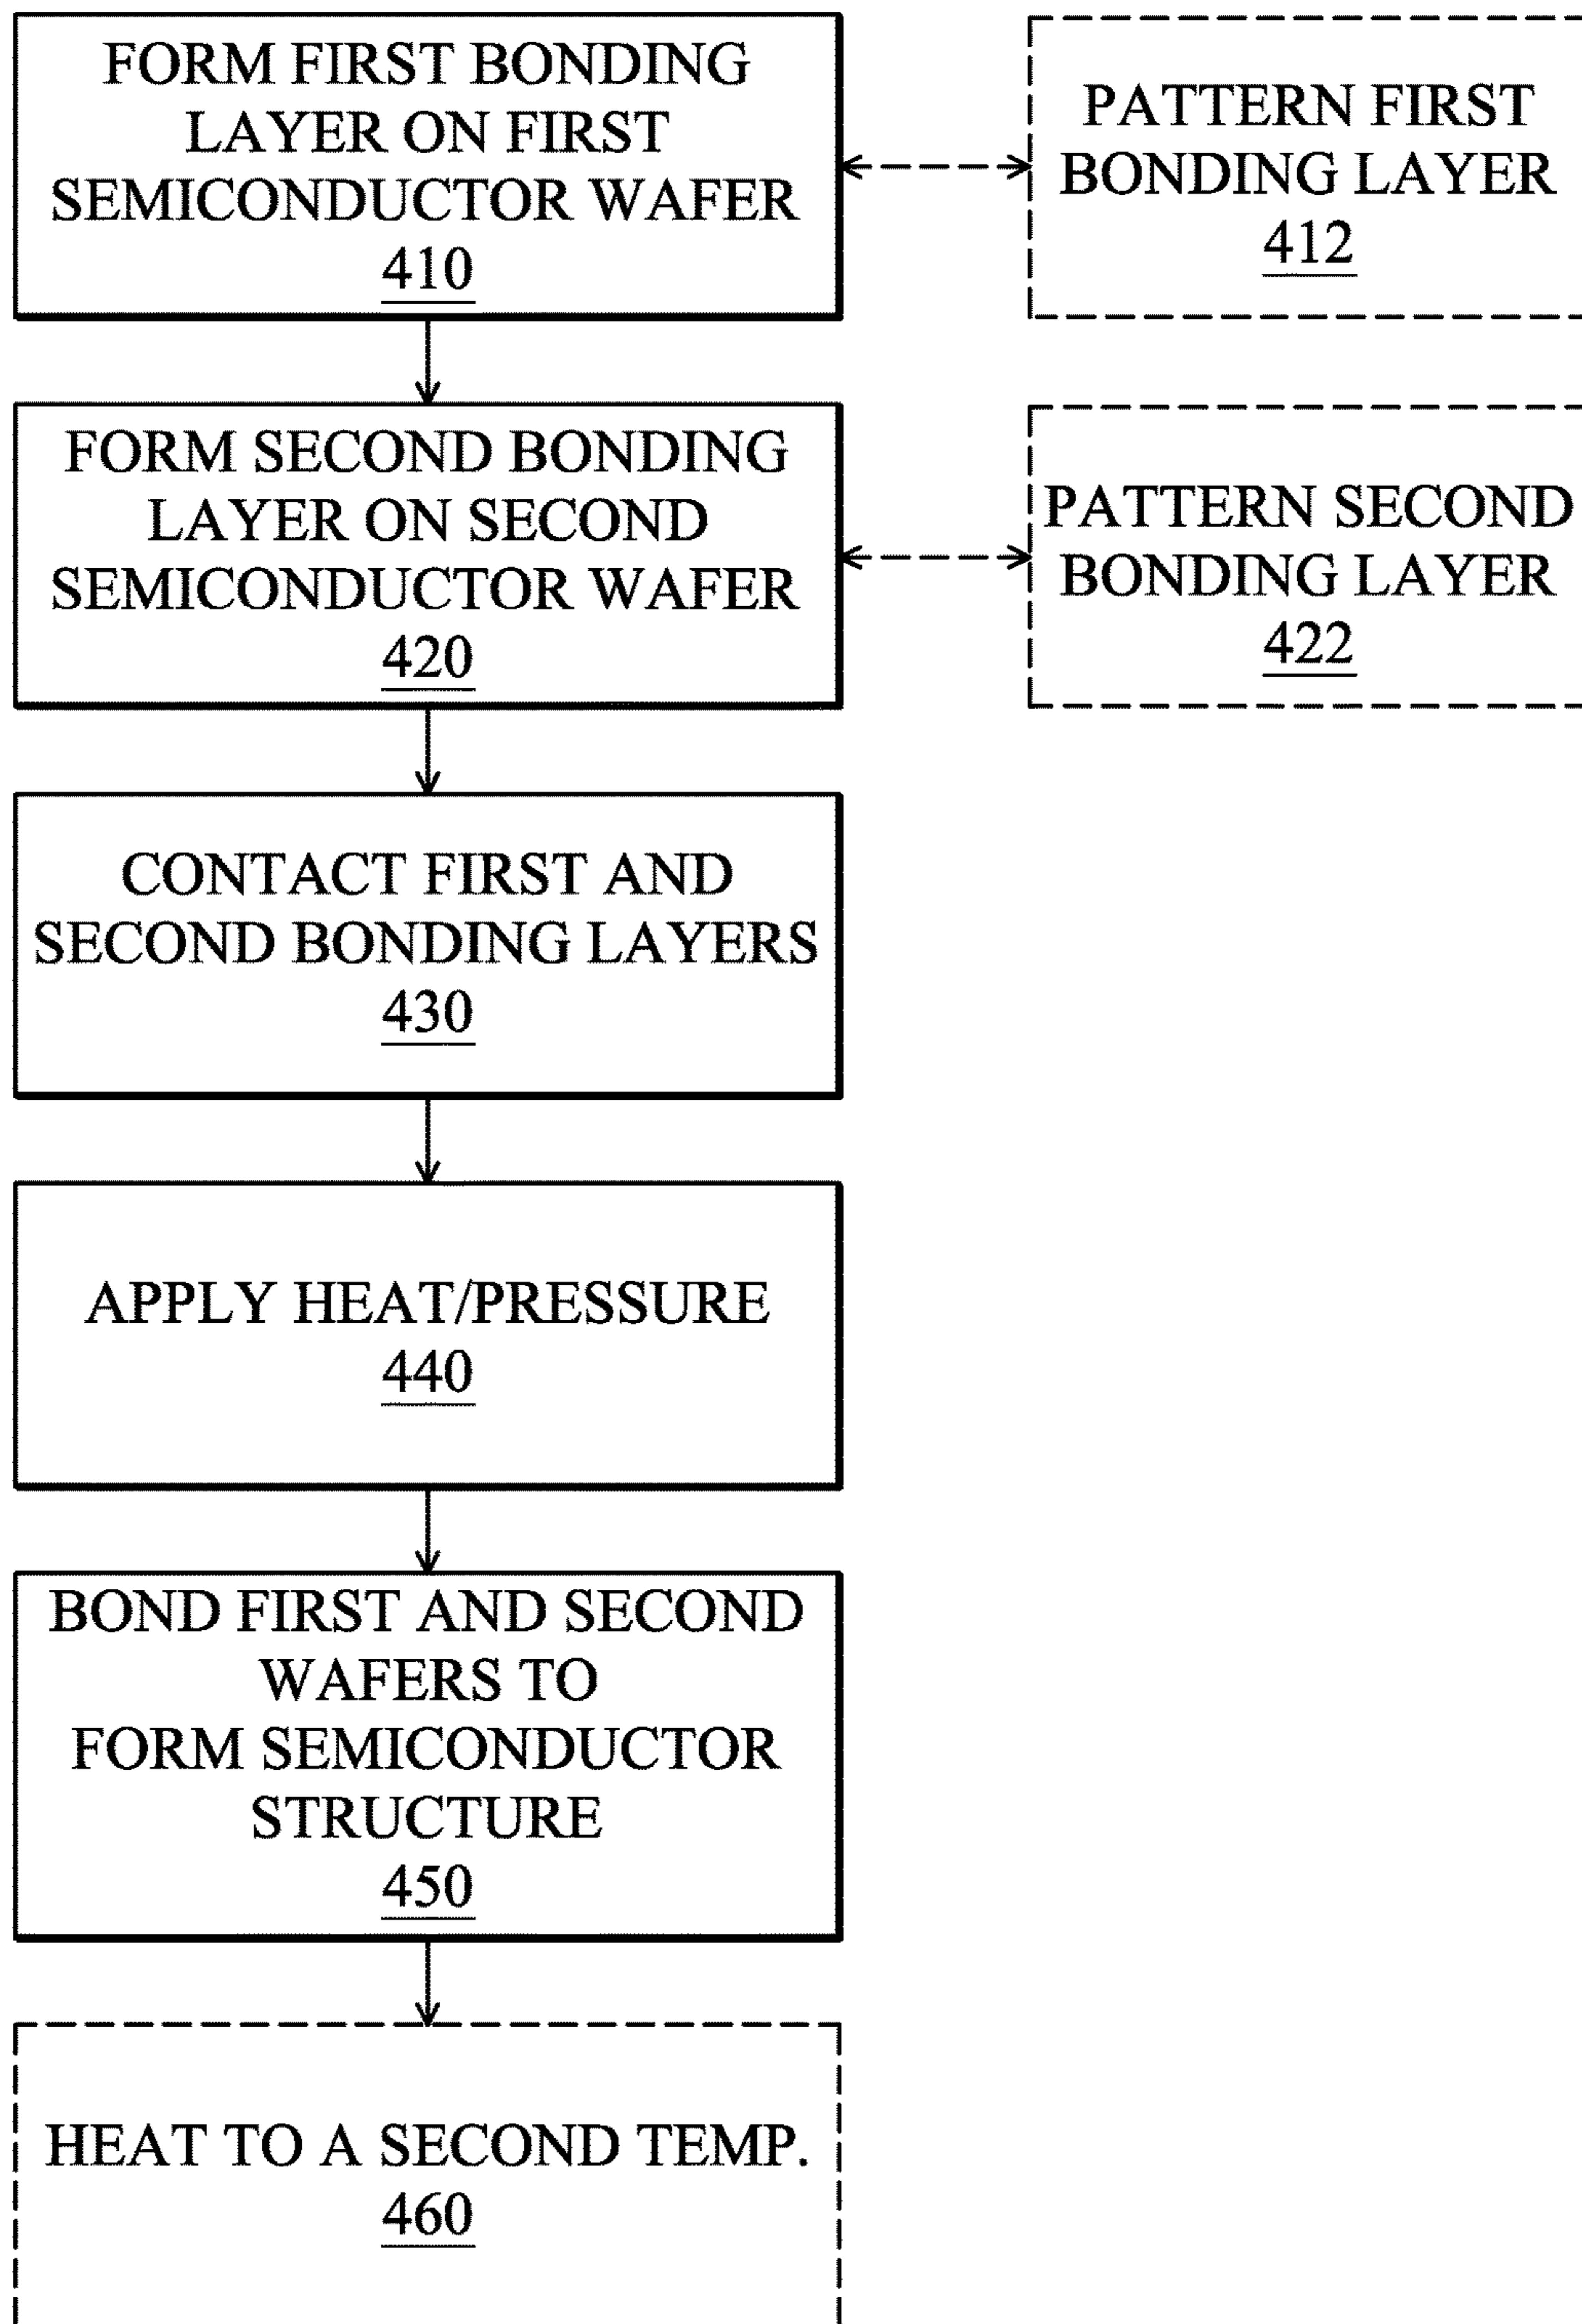 FORM FIRST BONDING
LAYER ON FIRST
SEMICONDUCTOR WAFER
410
PATTERN FIRST
BONDING LAYER
412
FORM SECOND BONDING
LAYER ON SECOND
SEMICONDUCTOR WAFER
420
PATTERN SECOND
BONDING LAYER
422
CONTACT FIRST AND
SECOND BONDING LAYERS
430
APPLY HEAT/PRESSURE
440
BOND FIRST AND SECOND
WAFERS TO
FORM SEMICONDUCTOR
STRUCTURE
450
HEAT TO A SECOND TEMP.
460